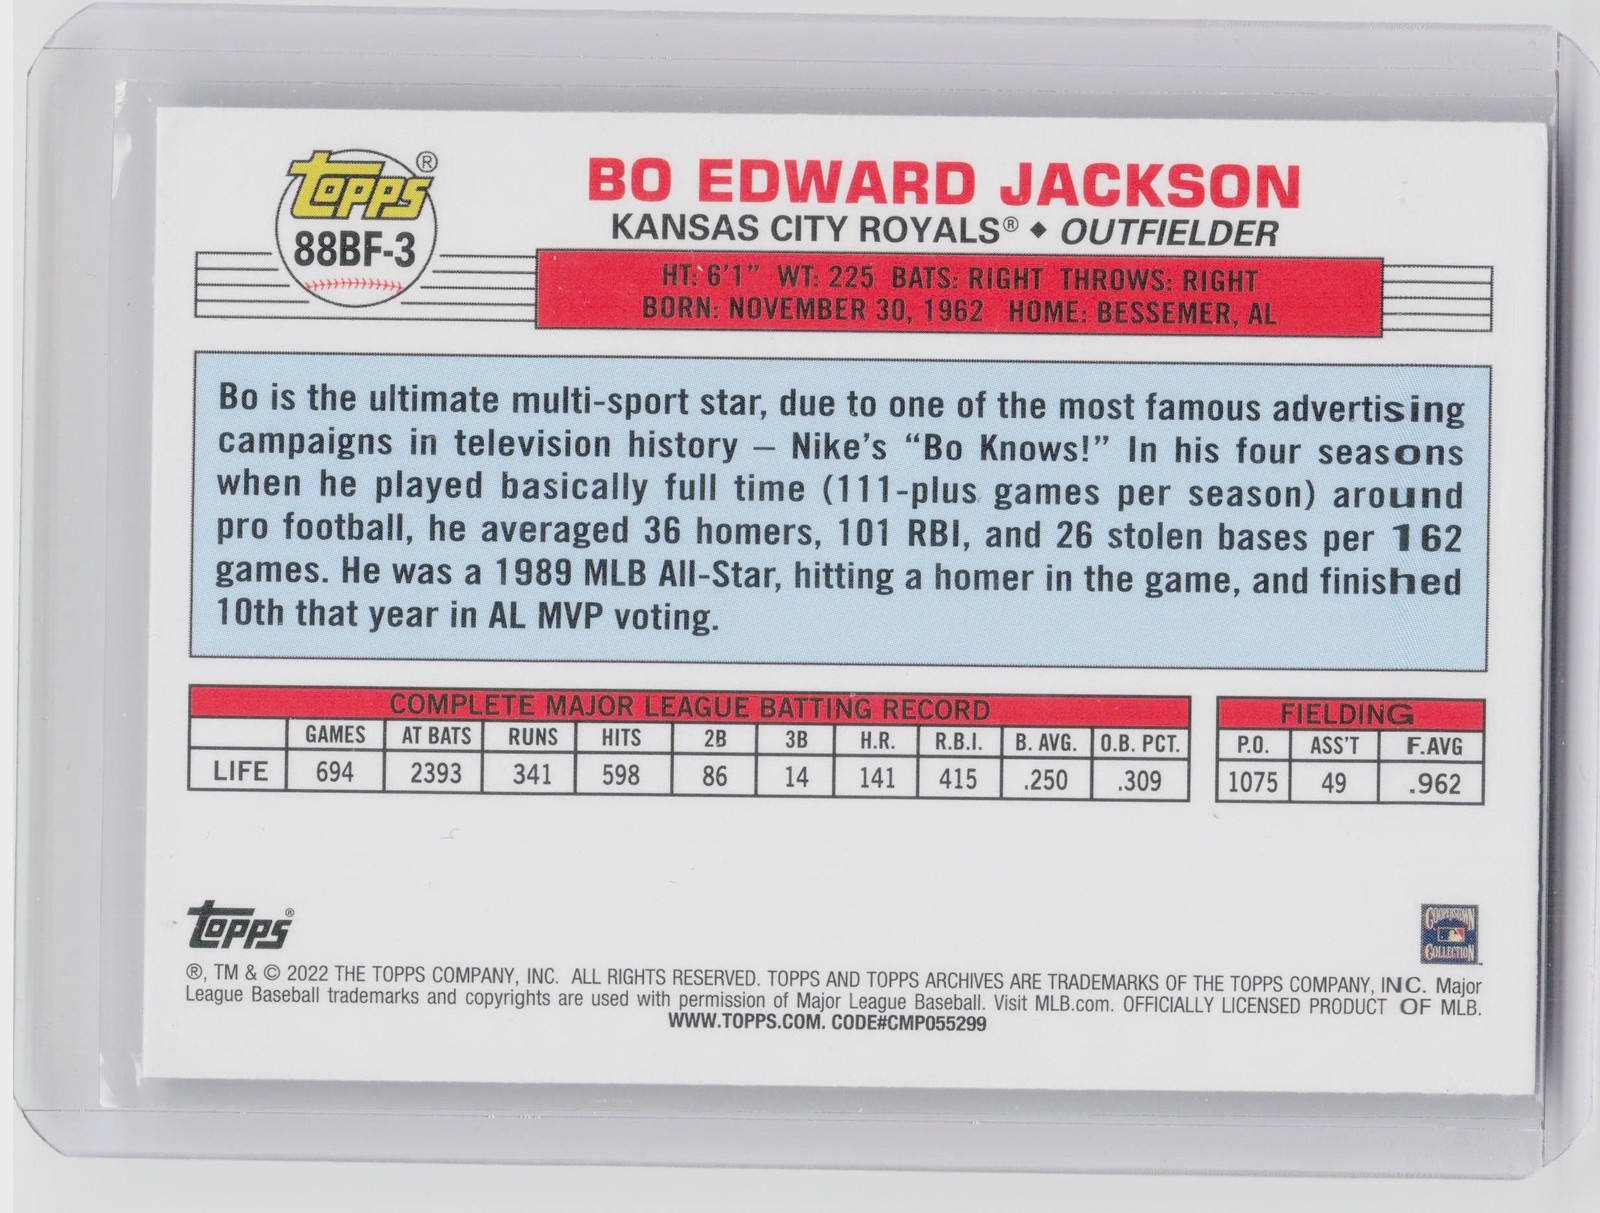 topps®
88BF-3
BO EDWARD JACKSON
KANSAS CITY ROYALS® ◆ OUTFIELDER
HT: 6'1" WT: 225 BATS: RIGHT THROWS: RIGHT
BORN: NOVEMBER 30, 1962 HOME: BESSEMER, AL
Bo is the ultimate multi-sport star, due to one of the most famous advertising
campaigns in television history – Nike's "Bo Knows!" In his four seasons
when he played basically full time (111-plus games per season) around
pro football, he averaged 36 homers, 101 RBI, and 26 stolen bases per 162
games. He was a 1989 MLB All-Star, hitting a homer in the game, and finished
10th that year in AL MVP voting.
COMPLETE MAJOR LEAGUE BATTING RECORD
GAMES AT BATS RUNS HITS 2B 3B H.R. R.B.I. B. AVG. O.B. PCT.
LIFE 694 2393 341 598 86 14 141 415 .250 .309
FIELDING
P.O. ASS'T F.AVG
1075 49 .962
topps®
COOPERSTOWN
COLLECTION
®, TM & © 2022 THE TOPPS COMPANY, INC. ALL RIGHTS RESERVED. TOPPS AND TOPPS ARCHIVES ARE TRADEMARKS OF THE TOPPS COMPANY, INC. Major
League Baseball trademarks and copyrights are used with permission of Major League Baseball. Visit MLB.com. OFFICIALLY LICENSED PRODUCT OF MLB.
WWW.TOPPS.COM. CODE#CMP055299